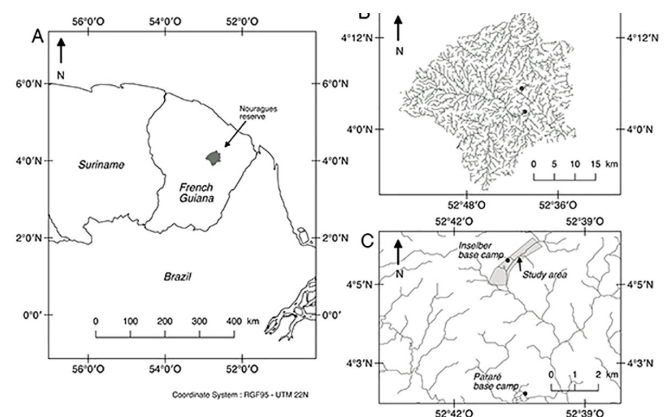 A
56°0'O 54°0'O 52°0'O
N
6°0'N
6°0'N
Nouragues
reserve
4°0'N
4°0'N
Suriname
French
Guiana
2°0'N
2°0'N
Brazil
0°0'
0°0'
0 100 200 300 400 km
56°0'O 54°0'O 52°0'O
Coordinate System : RGF95 - UTM 22N
B
N
4°12'N
4°12'N
4°0'N
4°0'N
0 5 10 15 km
52°48'O 52°36'O
52°42'O 52°39'O
C
N
Inselber
base camp
Study area
4°5'N
4°5'N
4°3'N
4°3'N
Pararé
base camp
0 1 2 km
52°42'O 52°39'O